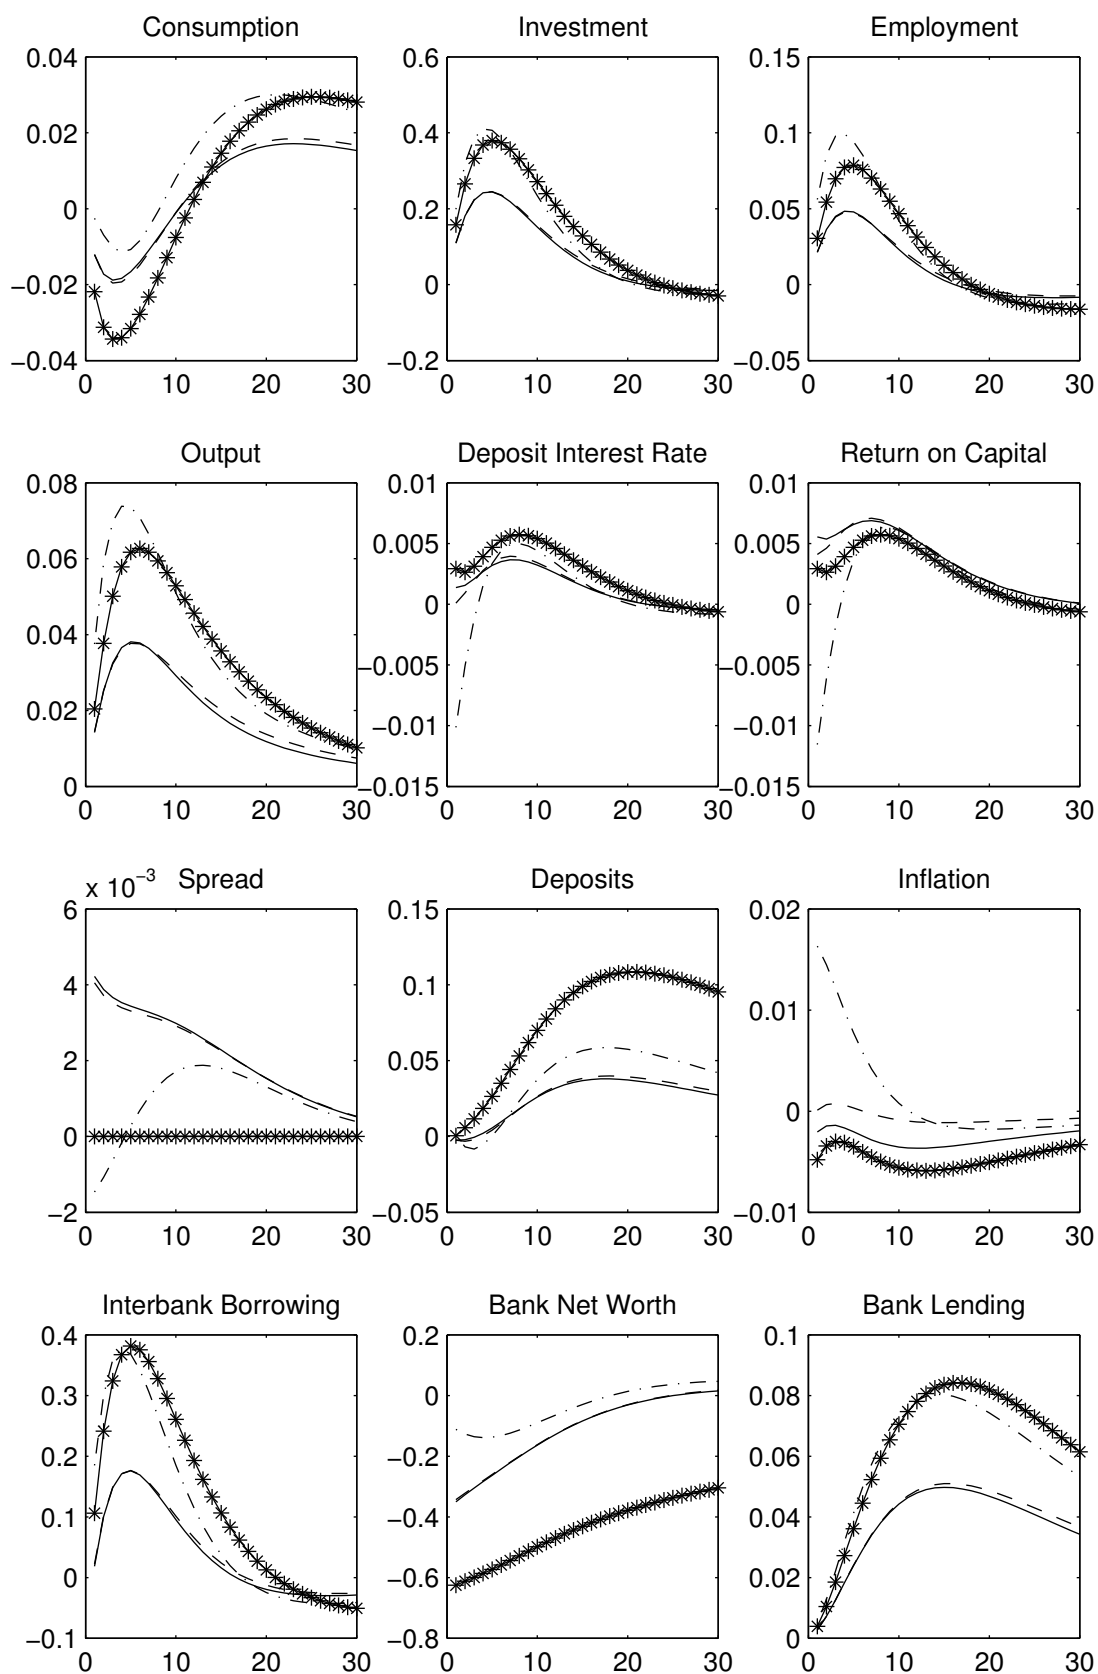 Consumption Investment Employment
0.04 0.6 0.15
0.02 0.4 0.1
0 0.2 0.05
−0.02 0 0
−0.04 −0.2 −0.05
0 10 20 30 0 10 20 30 0 10 20 30
Output Deposit Interest Rate Return on Capital
0.08 0.01 0.01
0.005 0.005
0.06
0 0
0.04
−0.005 −0.005
0.02
−0.01 −0.01
0 −0.015 −0.015
0 10 20 30 0 10 20 30 0 10 20 30
x 10−3 Spread Deposits Inflation
6 0.15 0.02
4 0.1 0.01
2 0.05 0
0 0
−2 −0.05 −0.01
0 10 20 30 0 10 20 30 0 10 20 30
Interbank Borrowing Bank Net Worth Bank Lending
0.4 0.2 0.1
0.3 0 0.08
0.2 −0.2 0.06
0.1 −0.4 0.04
0 −0.6 0.02
−0.1 −0.8 0
0 10 20 30 0 10 20 30 0 10 20 30